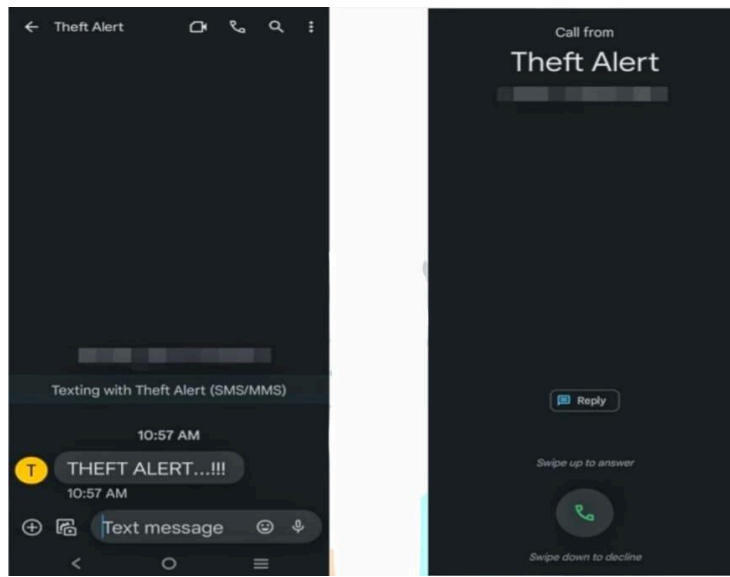 Theft Alert
Texting with Theft Alert (SMS/MMS)
10:57 AM
T
THEFT ALERT...!!!
10:57 AM
Text message
Call from
Theft Alert
Reply
Swipe up to answer
Swipe down to decline